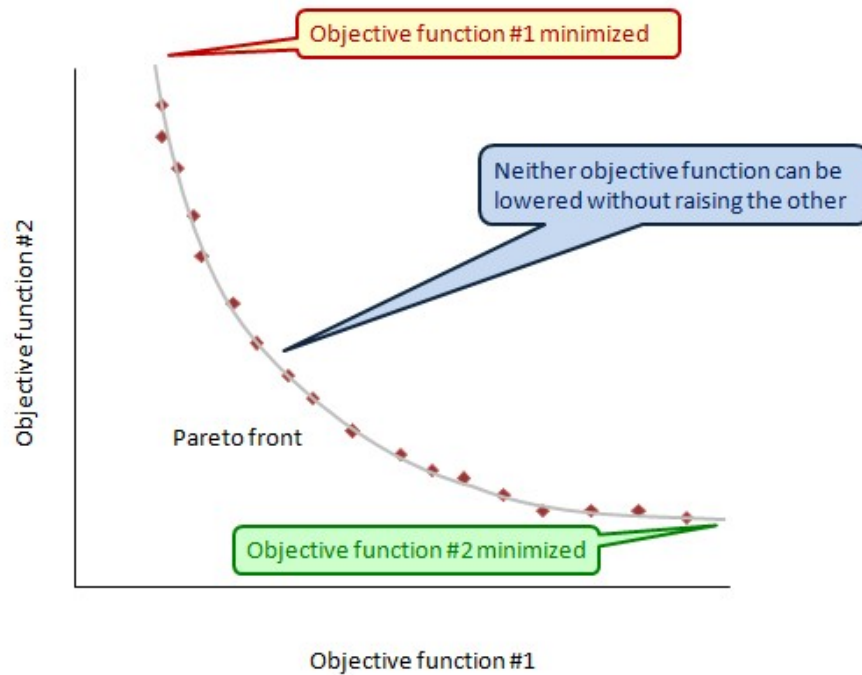 Objective function #1 minimized
Neither objective function can be
lowered without raising the other
Objective function #2
Pareto front
Objective function #2 minimized
Objective function #1